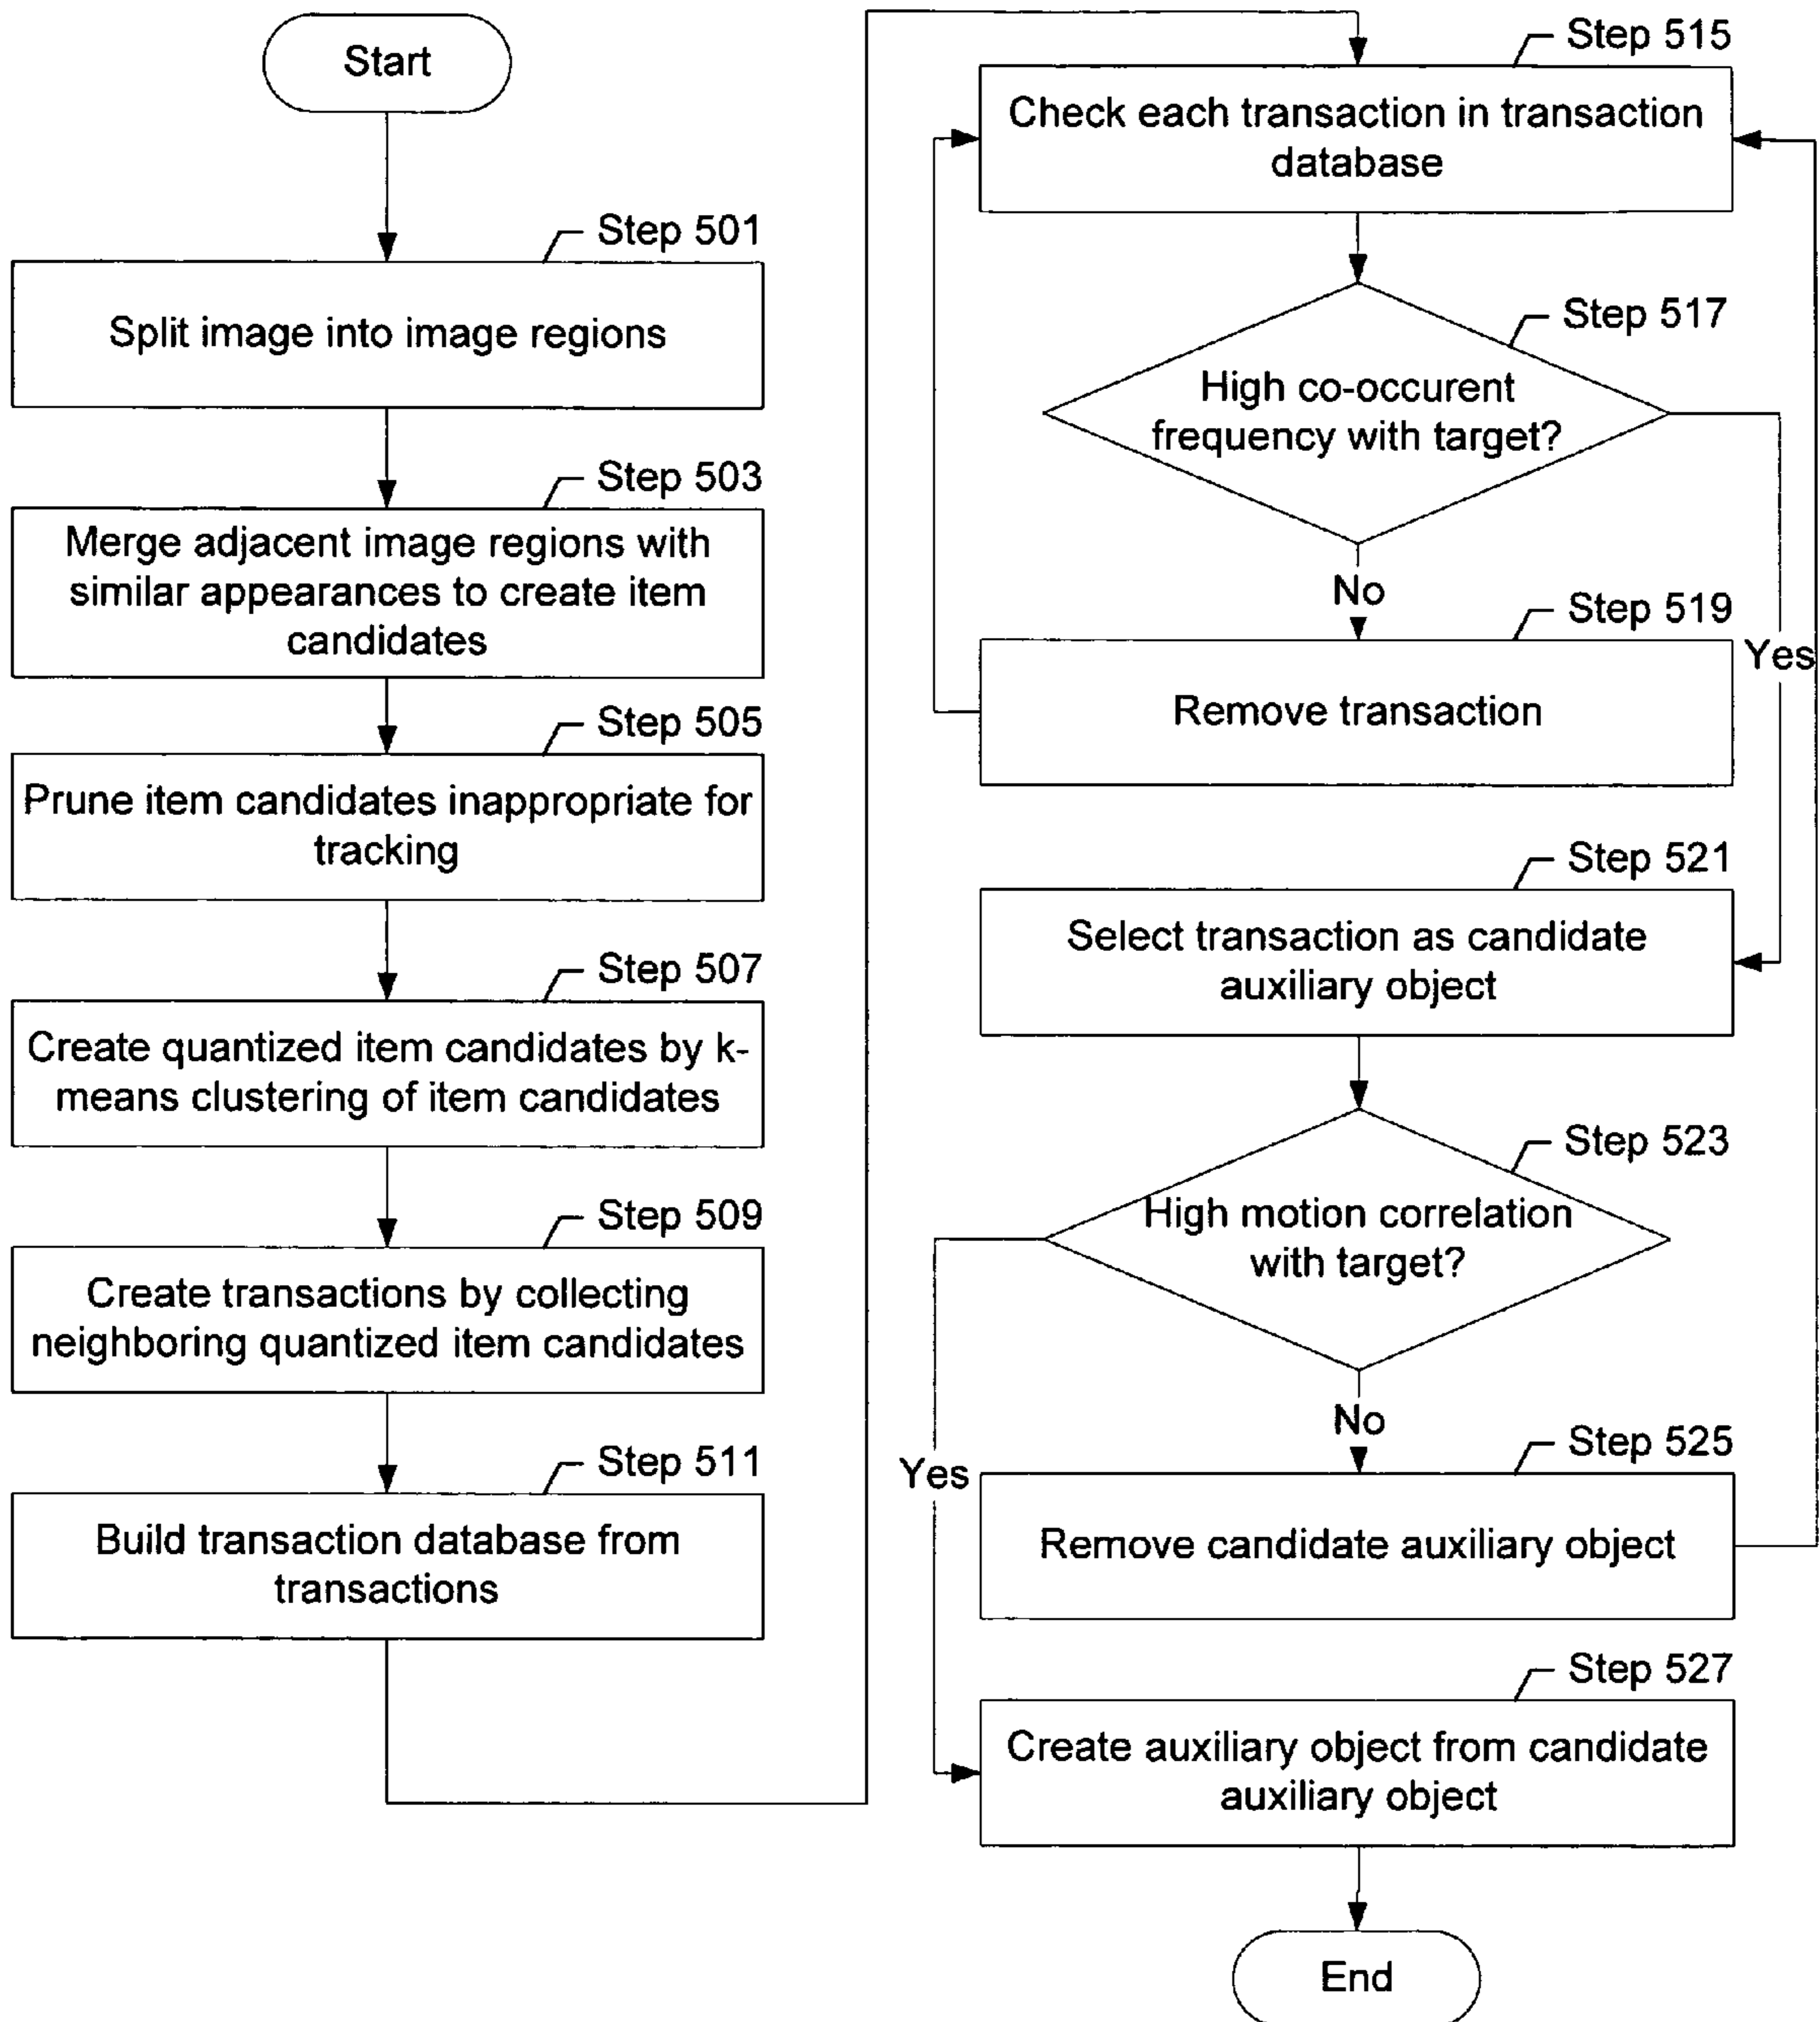 Start
Step 501
Split image into image regions
Step 503
Merge adjacent image regions with
similar appearances to create item
candidates
Step 505
Prune item candidates inappropriate for
tracking
Step 507
Create quantized item candidates by k-
means clustering of item candidates
Step 509
Create transactions by collecting
neighboring quantized item candidates
Step 511
Build transaction database from
transactions
Step 515
Check each transaction in transaction
database
Step 517
High co-occurent
frequency with target?
No
Yes
Step 519
Remove transaction
Step 521
Select transaction as candidate
auxiliary object
Step 523
High motion correlation
with target?
No
Yes
Step 525
Remove candidate auxiliary object
Step 527
Create auxiliary object from candidate
auxiliary object
End